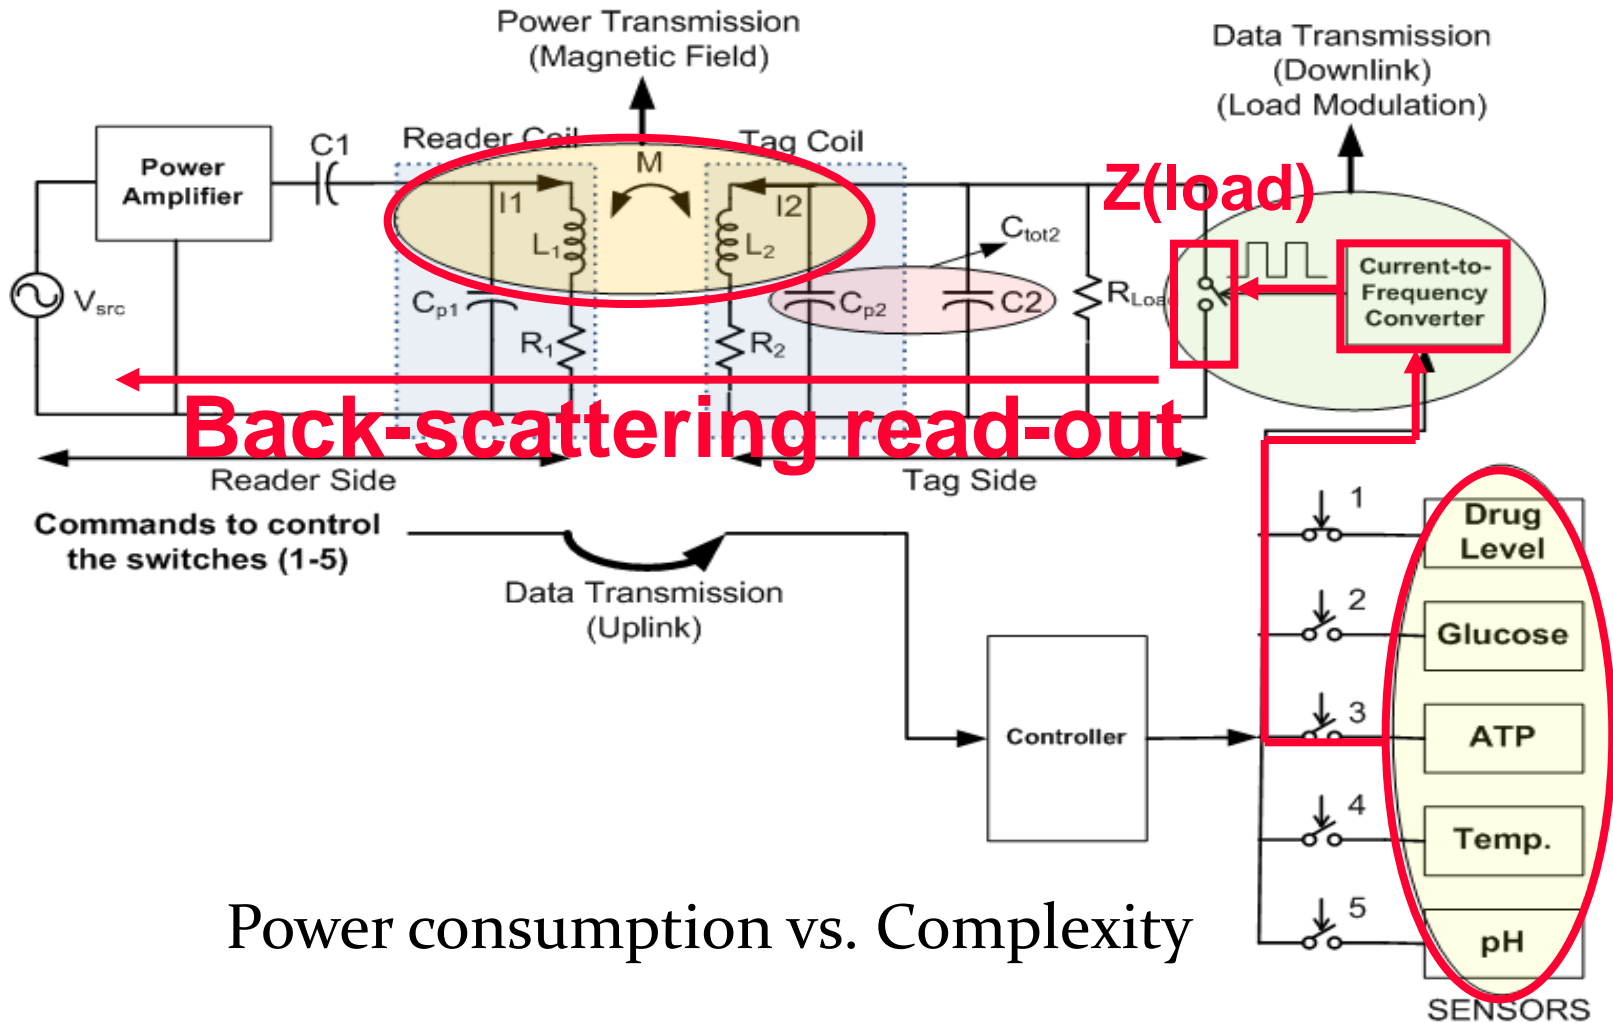 Power Transmission
(Magnetic Field)
Data Transmission
(Downlink)
(Load Modulation)
Reader Coil
Tag Coil
C1
M
Z(load)
Power
Amplifier
I1
I2
L1
L2
Ctot2
Current-to-
Frequency
Converter
Vsrc
Cp1
Cp2
C2
RLoad
R1
R2
Back-scattering read-out
Reader Side
Tag Side
Commands to control
the switches (1-5)
Data Transmission
(Uplink)
Controller
1
Drug
Level
2
Glucose
3
ATP
4
Temp.
5
pH
SENSORS
Power consumption vs. Complexity